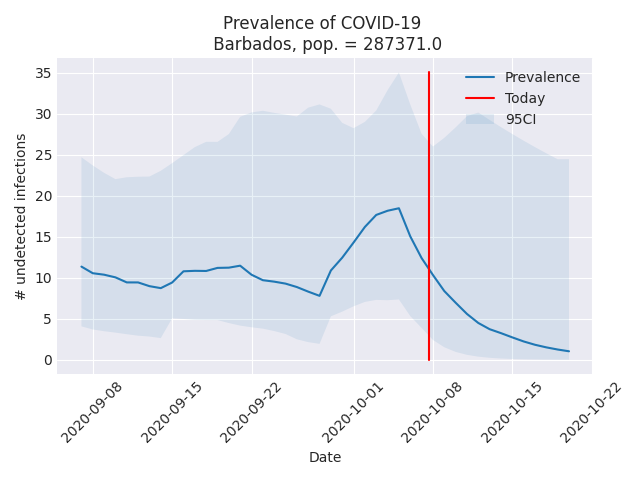 Prevalence of COVID-19
Barbados, pop. = 287371.0
Prevalence
Today
95CI
# undetected infections
35
30
25
20
15
10
5
0
2020-09-08
2020-09-15
2020-09-22
2020-10-01
2020-10-08
2020-10-15
2020-10-22
Date